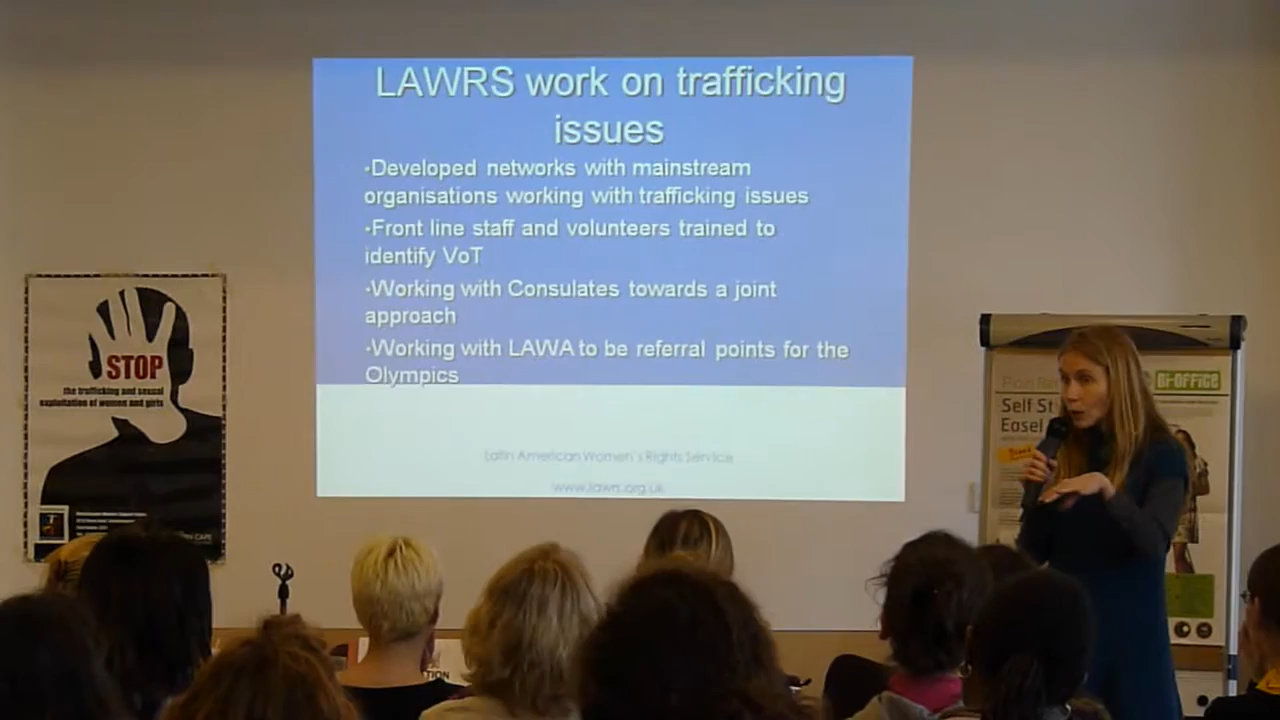 LAWRS work on trafficking
issues
•Developed networks with mainstream
organisations working with trafficking issues
•Front line staff and volunteers trained to
identify VoT
•Working with Consulates towards a joint
approach
•Working with LAWA to be referral points for the
Olympics
Latin American Women's Rights Service
www.lawrs.org.uk
STOP
the trafficking and sexual
exploitation of women and girls
Bi-OFFiCE
Self St
Easel